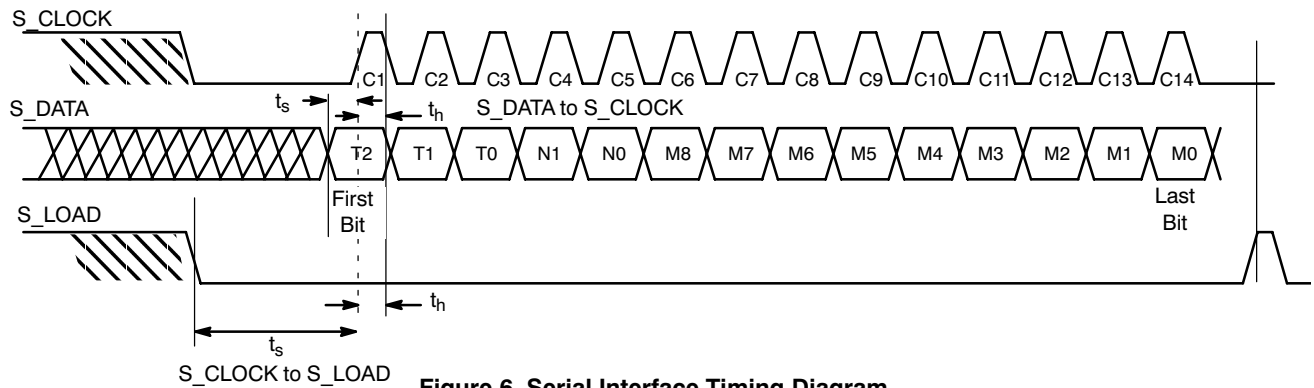 S_CLOCK
C1 C2 C3 C4 C5 C6 C7 C8 C9 C10 C11 C12 C13 C14
ts
S_DATA
th
S_DATA to S_CLOCK
T2 T1 T0 N1 N0 M8 M7 M6 M5 M4 M3 M2 M1 M0
First
Bit
Last
Bit
S_LOAD
th
ts
S_CLOCK to S_LOAD
Figure 6. Serial Interface Timing Diagram